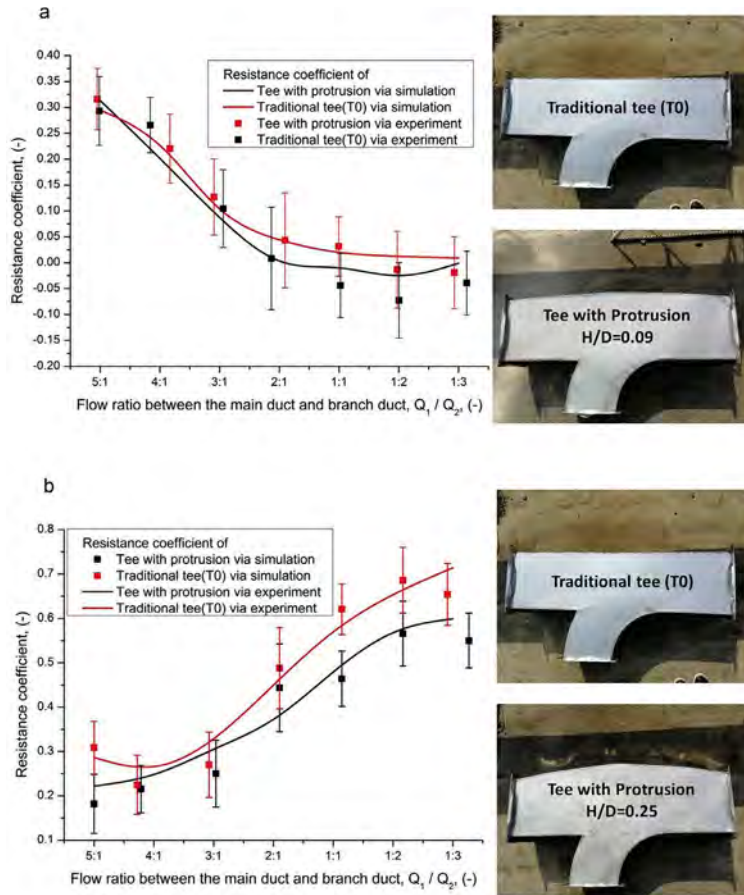 a
0.40
0.35
0.30
0.25
0.20
0.15
0.10
0.05
0.00
-0.05
-0.10
-0.15
-0.20
Resistance coefficient, (-)
Resistance coefficient of
Tee with protrusion via simulation
Traditional tee(T0) via simulation
Tee with protrusion via experiment
Traditional tee(T0) via experiment
5:1 4:1 3:1 2:1 1:1 1:2 1:3
Flow ratio between the main duct and branch duct, Q1 / Q2, (-)
Traditional tee (T0)
Tee with Protrusion
H/D=0.09
b
0.8
0.7
0.6
0.5
0.4
0.3
0.2
0.1
Resistance coefficient, (-)
Resistance coefficient of
Tee with protrusion via simulation
Traditional tee(T0) via simulation
Tee with protrusion via experiment
Traditional tee(T0) via experiment
5:1 4:1 3:1 2:1 1:1 1:2 1:3
Flow ratio between the main duct and branch duct, Q1 / Q2, (-)
Traditional tee (T0)
Tee with Protrusion
H/D=0.25